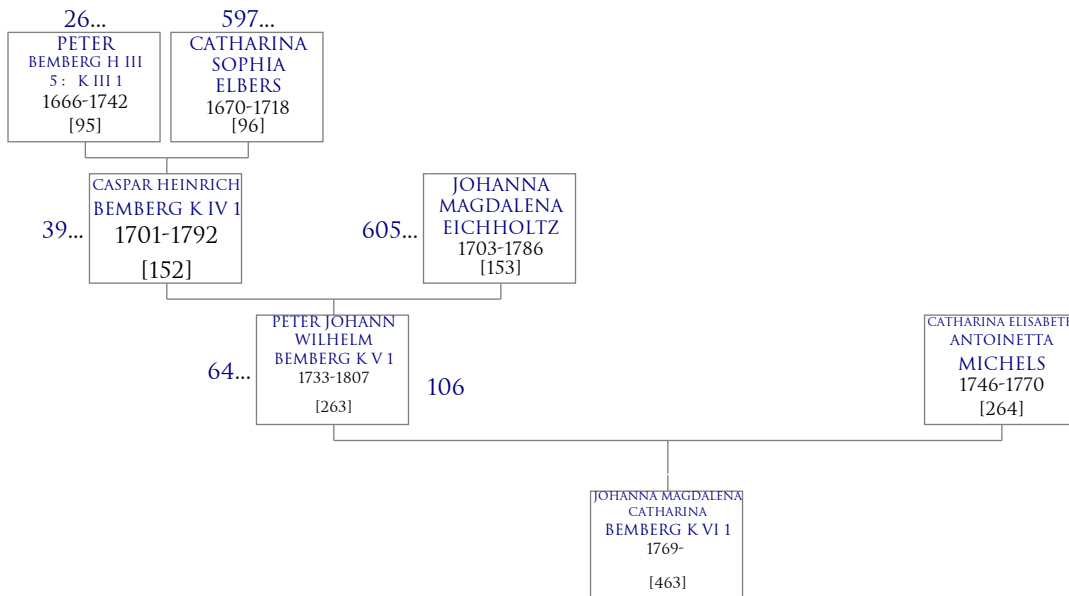 26...
597...
PETER
BEMBERG H III
5 : K III 1
1666-1742
[95]
CATHARINA
SOPHIA
ELBERS
1670-1718
[96]
39...
CASPAR HEINRICH
BEMBERG K IV 1
1701-1792
[152]
605...
JOHANNA
MAGDALENA
EICHHOLTZ
1703-1786
[153]
64...
PETER JOHANN
WILHELM
BEMBERG K V 1
1733-1807
[263]
106
CATHARINA ELISABETH
ANTOINETTA
MICHELS
1746-1770
[264]
JOHANNA MAGDALENA
CATHARINA
BEMBERG K VI 1
1769-
[463]